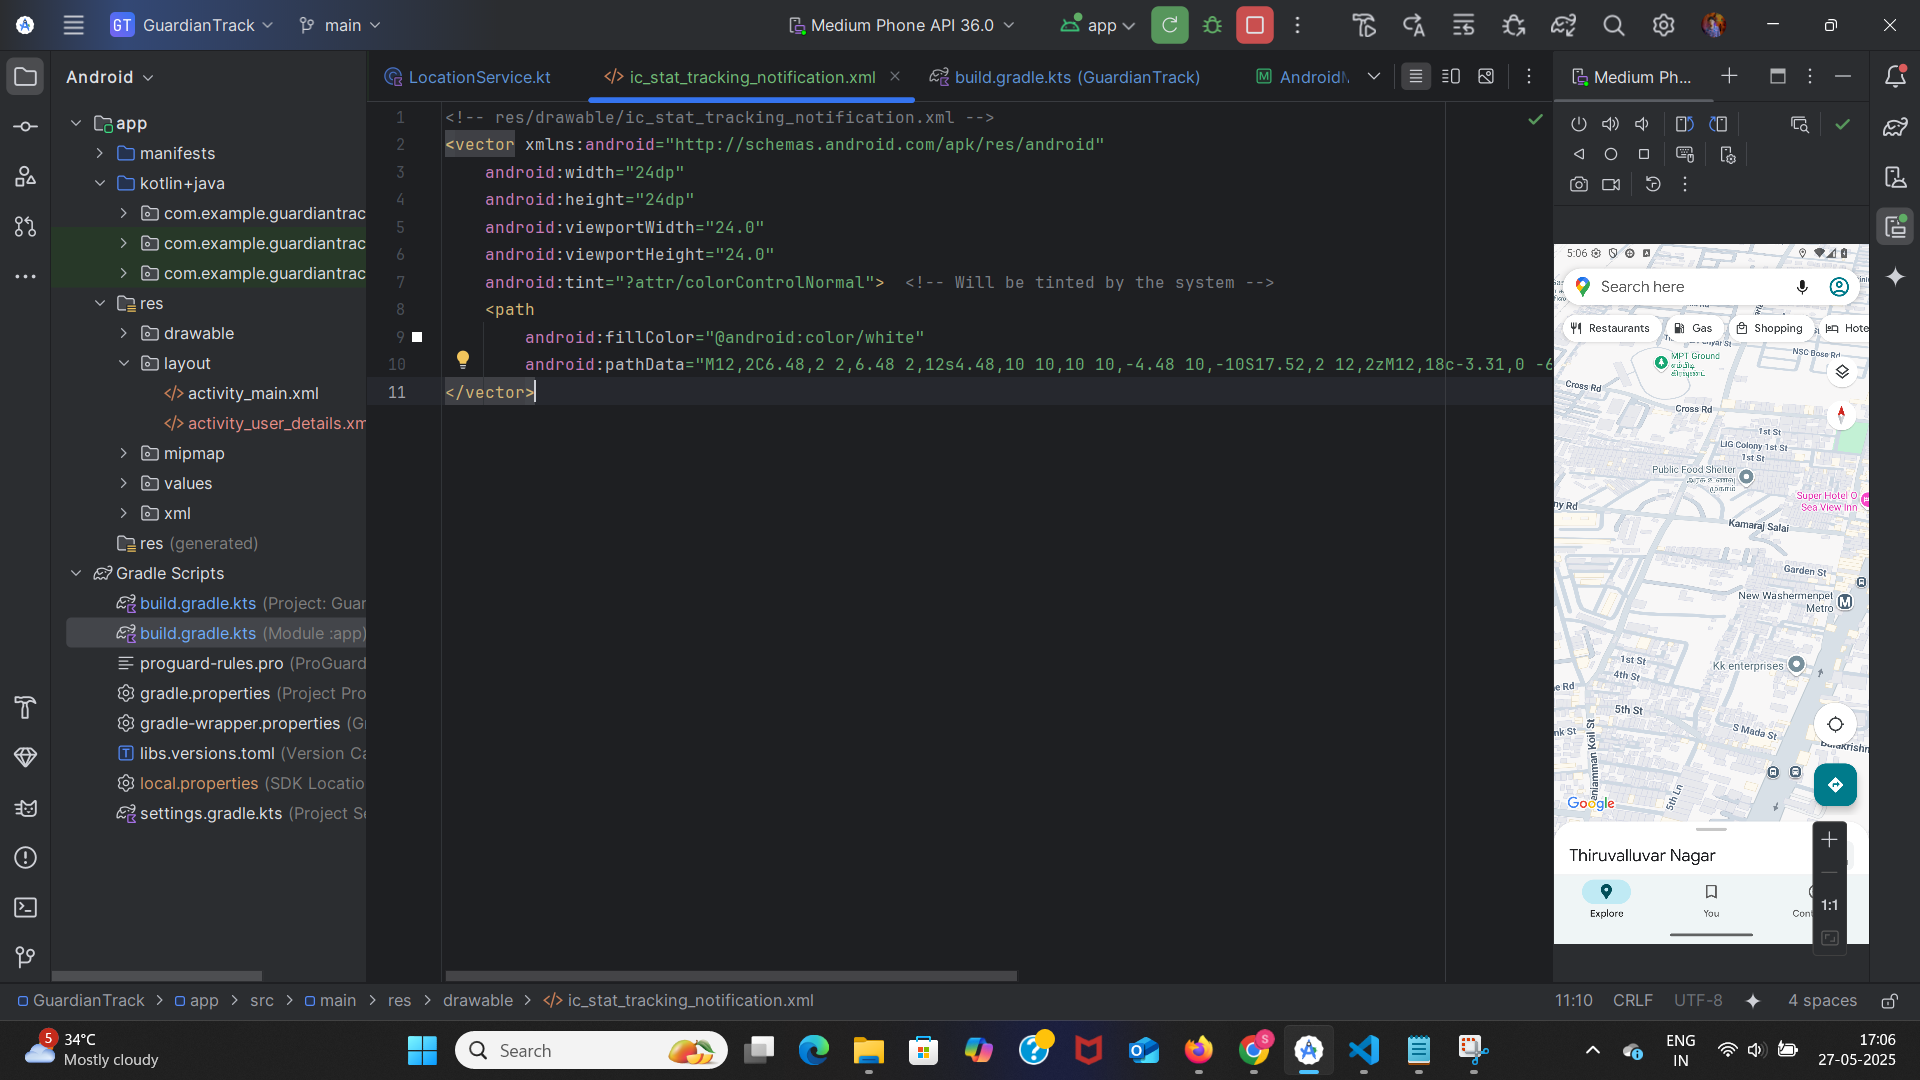 GT GuardianTrack main Medium Phone API 36.0 app
Android
LocationService.kt ic_stat_tracking_notification.xml build.gradle.kts (GuardianTrack) Android Medium Ph...
app
manifests
kotlin+java
com.example.guardiantrac
com.example.guardiantrac
com.example.guardiantrac
res
drawable
layout
activity_main.xml
activity_user_details.xm
mipmap
values
xml
res (generated)
Gradle Scripts
build.gradle.kts (Project: Guar
build.gradle.kts (Module :app)
proguard-rules.pro (ProGuard
gradle.properties (Project Pro
gradle-wrapper.properties (G
libs.versions.toml (Version Ca
local.properties (SDK Locatio
settings.gradle.kts (Project Se
1 <!-- res/drawable/ic_stat_tracking_notification.xml -->
2 <vector xmlns:android="http://schemas.android.com/apk/res/android"
3 android:width="24dp"
4 android:height="24dp"
5 android:viewportWidth="24.0"
6 android:viewportHeight="24.0"
7 android:tint="?attr/colorControlNormal"> <!-- Will be tinted by the system -->
8 <path
9 android:fillColor="@android:color/white"
10 android:pathData="M12,2C6.48,2 2,6.48 2,12s4.48,10 10,10 10,-4.48 10,-10S17.52,2 12,2zM12,18c-3.31,0 -6
11 </vector>
5:06
Search here
Restaurants Gas Shopping Hote
NSC Bose Rd
MPT Ground
Cross Rd
Cross Rd
1st St
LIG Colony 1st St
1st St
Public Food Shelter
Super Hotel O
Sea View Inn
ny Rd
Kamaraj Salai
Garden St
New Washermenpet
Metro
1st St
Kk enterprises
4th St
se Rd
5th St
nk St
S Mada St
Balakrishn
eniamman Koil St
5th Ln
Google
Thiruvalluvar Nagar
1:1
Explore You Cont
GuardianTrack > app > src > main > res > drawable > ic_stat_tracking_notification.xml
11:10 CRLF UTF-8 4 spaces
5 34°C
Mostly cloudy
Search
S
ENG
IN
17:06
27-05-2025